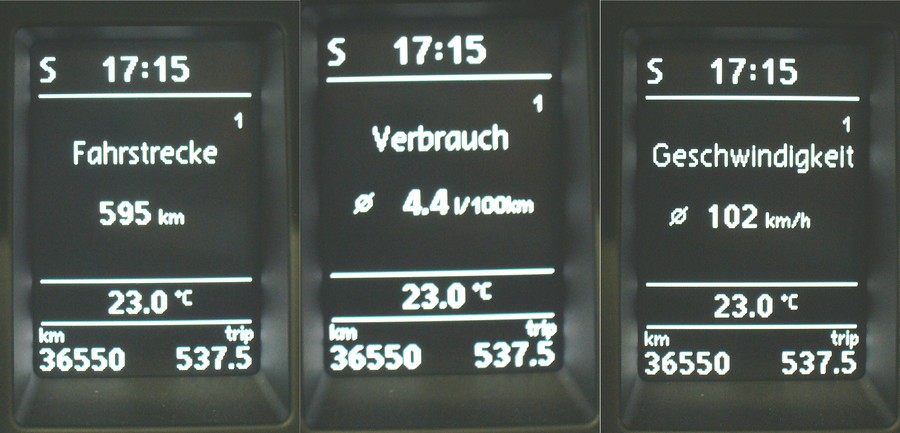 S 17:15
1
Fahrstrecke
595 km
23.0 °C
km trip
36550 537.5
S 17:15
1
Verbrauch
ø 4.4 l/100km
23.0 °C
km trip
36550 537.5
S 17:15
1
Geschwindigkeit
ø 102 km/h
23.0 °C
km trip
36550 537.5